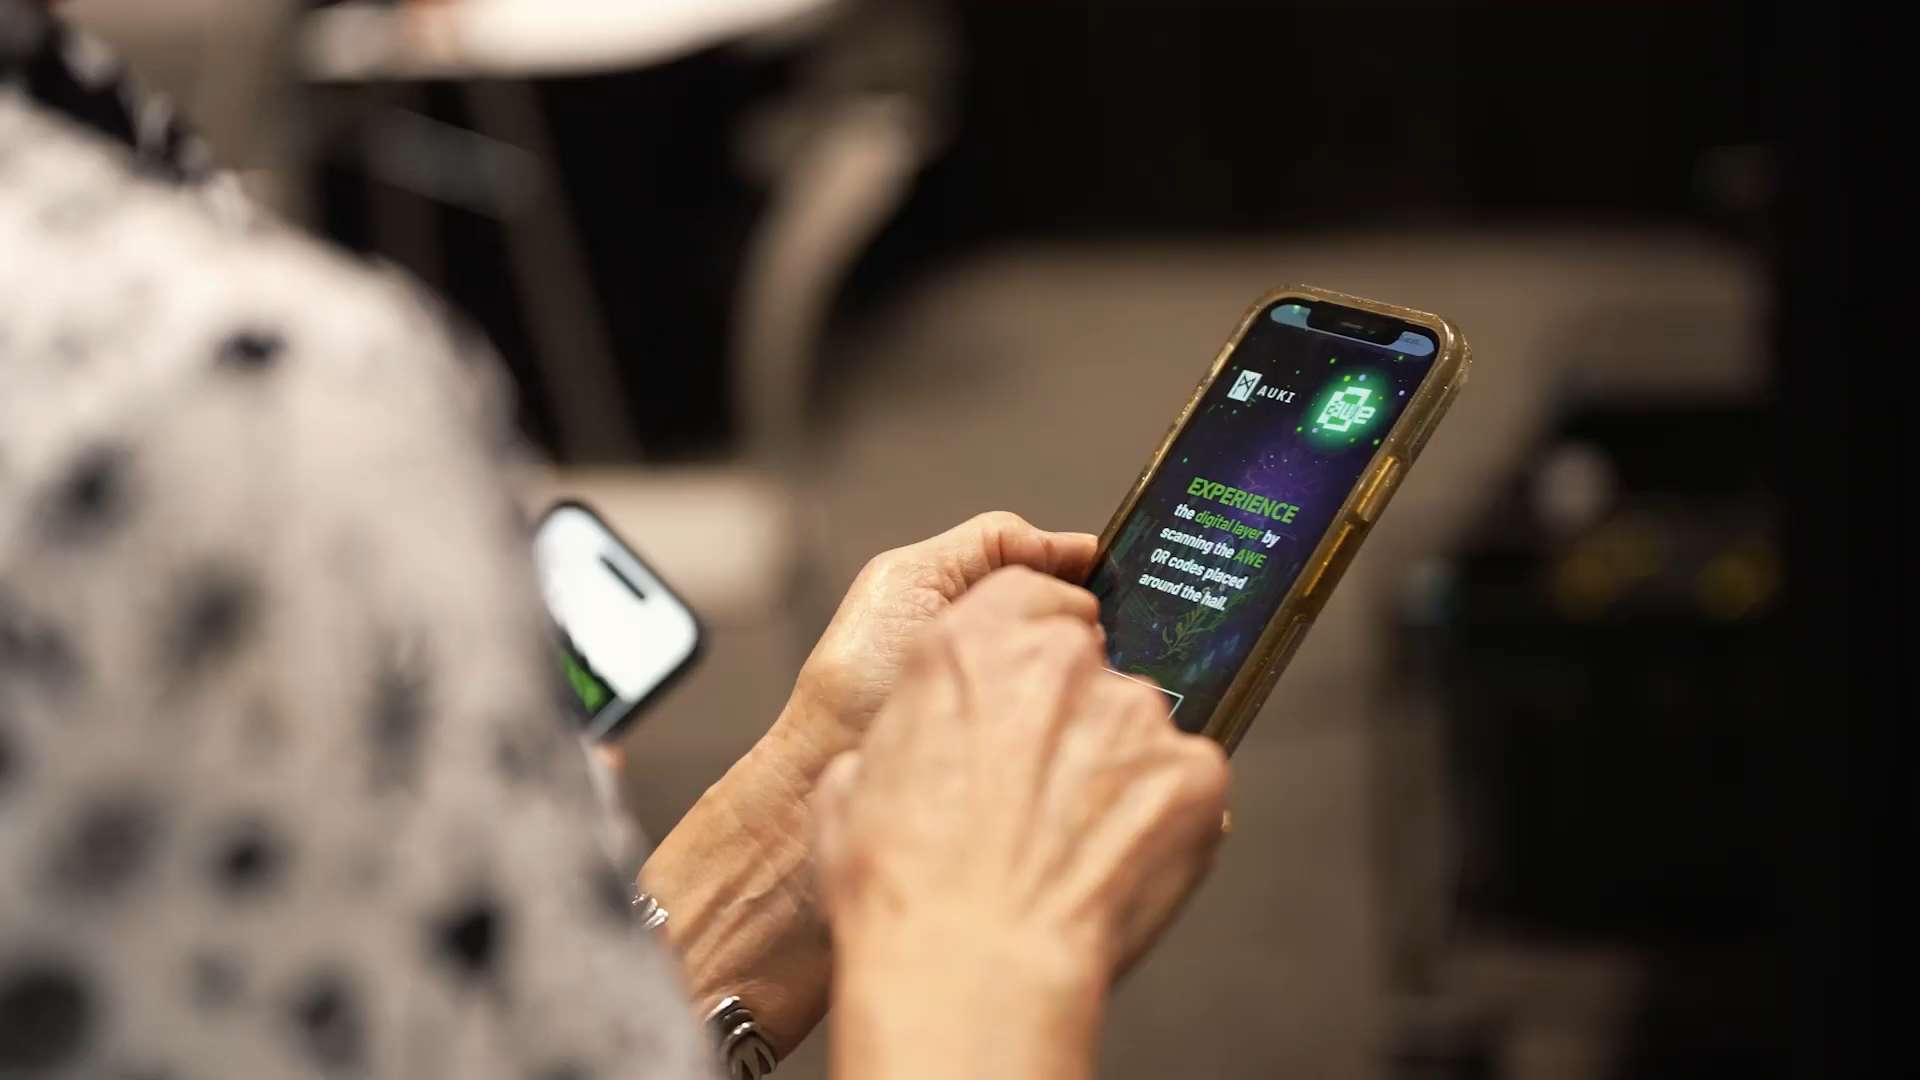 AUKI
awe
EXPERIENCE
the digital layer by
scanning the AWE
QR codes placed
around the hall.